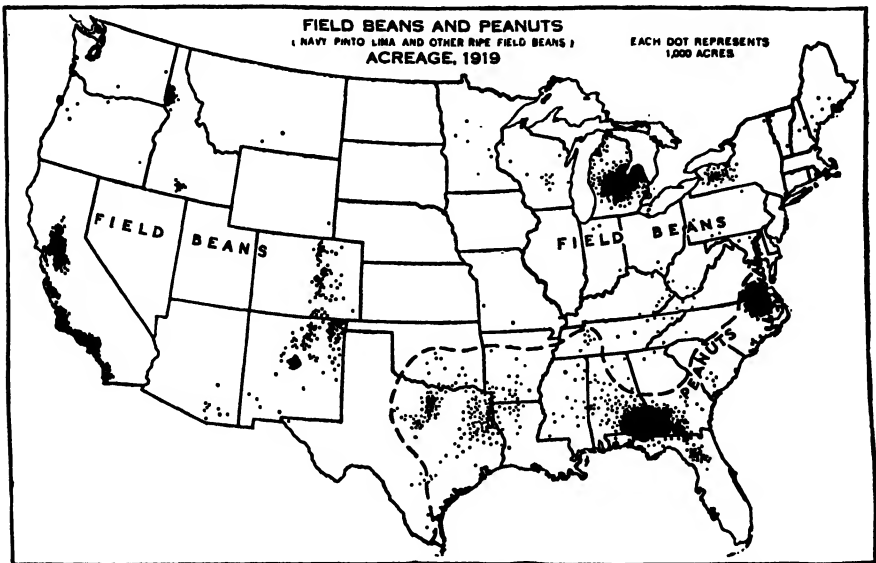 FIELD BEANS AND PEANUTS
( NAVY PINTO LIMA AND OTHER RIPE FIELD BEANS )
ACREAGE, 1919
EACH DOT REPRESENTS
1,000 ACRES
FIELD BEANS
FIELD BEANS
PEANUTS